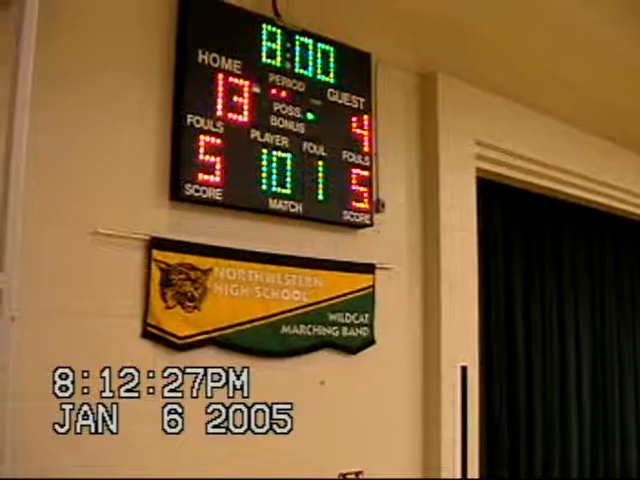 8:00
HOME
PERIOD
GUEST
13
POSS.
4
BONUS
FOULS
PLAYER
FOUL
FOULS
5
10
1
5
SCORE
MATCH
SCORE
NORTHWESTERN
HIGH SCHOOL
WILDCAT
MARCHING BAND
8:12:27PM
JAN 6 2005